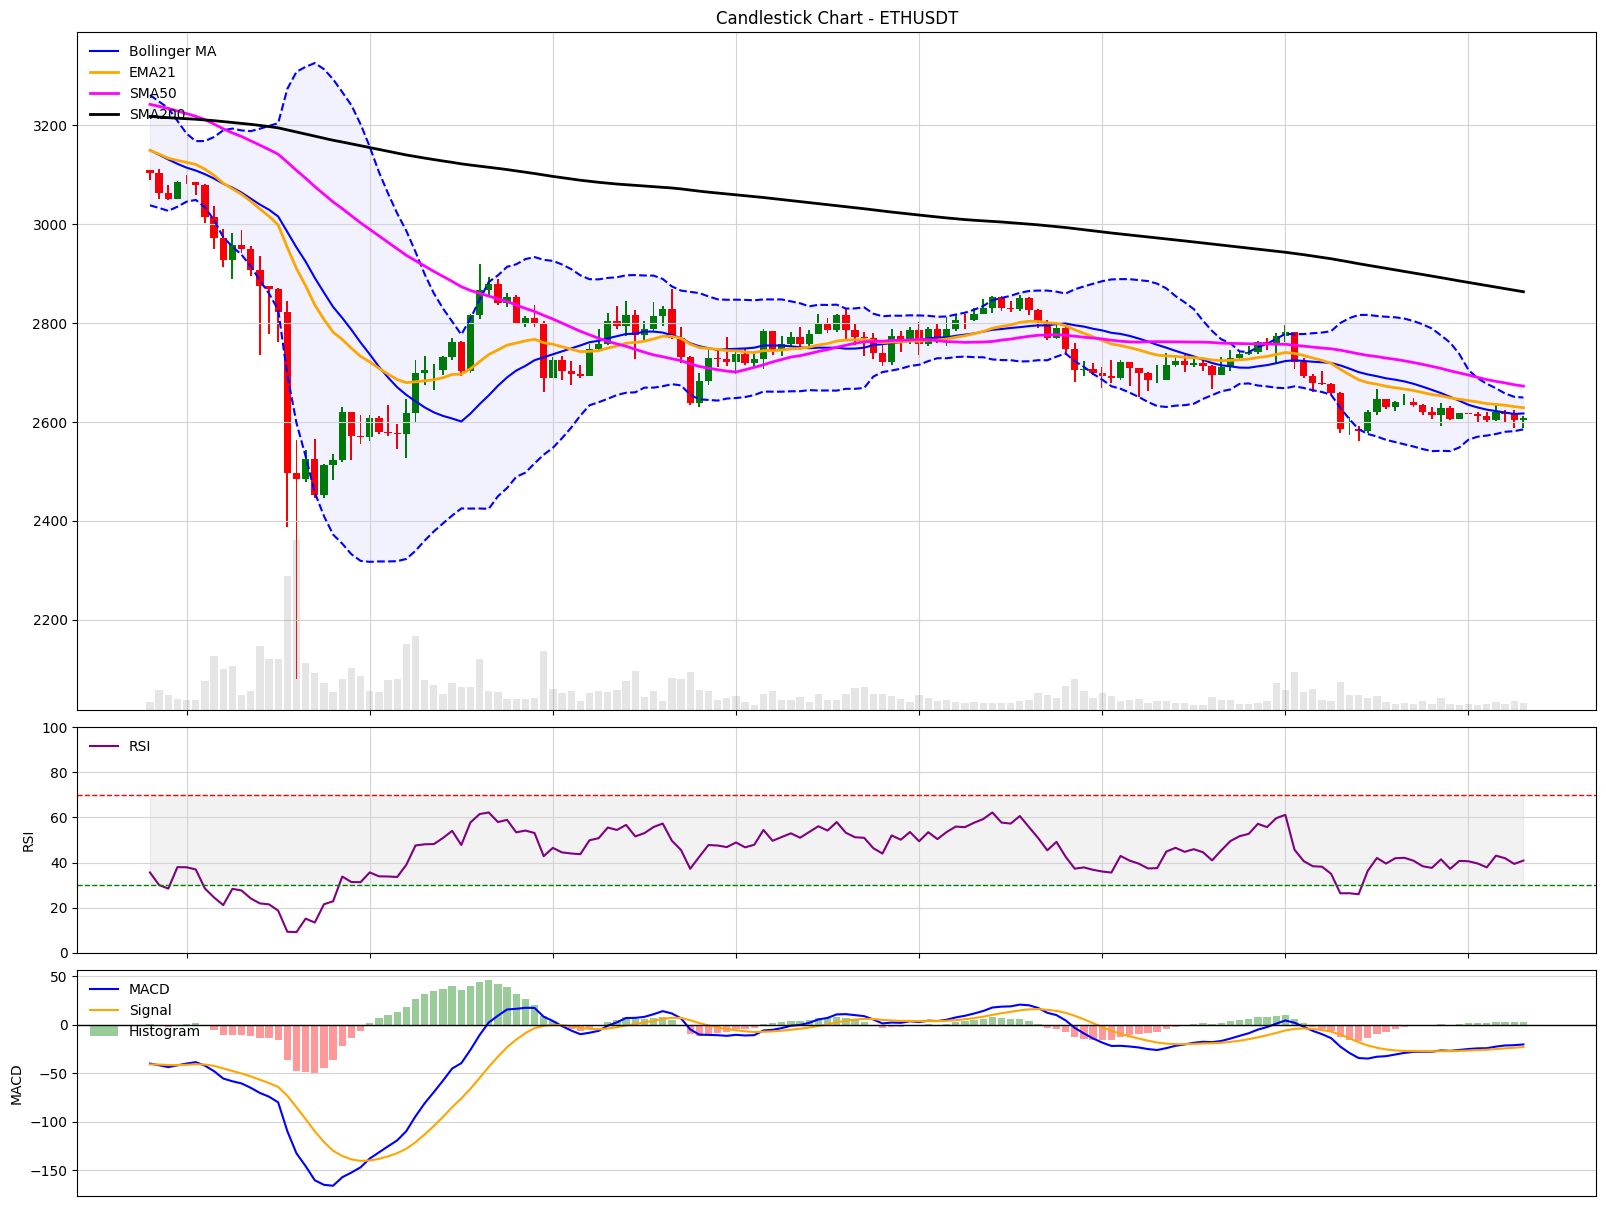 Candlestick Chart - ETHUSDT
Bollinger MA
EMA21
SMA50
SMA200
3200
3000
2800
2600
2400
2200
100
80
60
40
20
0
RSI
RSI
50
0
−50
−100
−150
MACD
MACD
Signal
Histogram